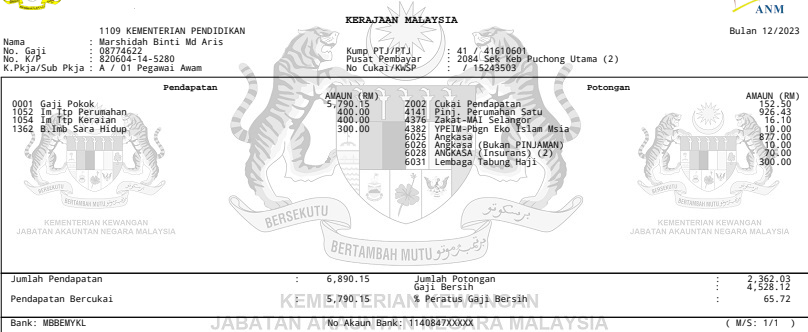 KERAJAAN MALAYSIA
ANM
1109 KEMENTERIAN PENDIDIKAN
Bulan 12/2023
Nama : Marshidah Binti Md Aris
No. Gaji : 08774622 Kump PTJ/PTJ : 41 / 41610601
No. K/P : 820604-14-5280 Pusat Pembayar : 2084 Sek Keb Puchong Utama (2)
K.Pkja/Sub Pkja : A / 01 Pegawai Awam No Cukai/KWSP : / 15243503
Pendapatan Potongan
AMAUN (RM) AMAUN (RM)
0001 Gaji Pokok 5,790.15 Z002 Cukai Pendapatan 152.50
1052 Im Ttp Perumahan 400.00 4141 Pinj. Perumahan Satu 926.43
1054 Im Ttp Keraian 400.00 4376 Zakat-MAI Selangor 16.10
1362 B.Imb Sara Hidup 300.00 4382 YPEIM-Pbgn Eko Islam Msia 10.00
6025 Angkasa 877.00
6026 Angkasa (Bukan PINJAMAN) 10.00
6028 ANGKASA (Insurans) (2) 70.00
6031 Lembaga Tabung Haji 300.00
BERSEKUTU
BERTAMBAH MUTU
KEMENTERIAN KEWANGAN
JABATAN AKAUNTAN NEGARA MALAYSIA
BERSEKUTU
BERTAMBAH MUTU
BERSEKUTU
BERTAMBAH MUTU
KEMENTERIAN KEWANGAN
JABATAN AKAUNTAN NEGARA MALAYSIA
Jumlah Pendapatan : 6,890.15 Jumlah Potongan : 2,362.03
Gaji Bersih : 4,528.12
Pendapatan Bercukai : 5,790.15 % Peratus Gaji Bersih : 65.72
KEMENTERIAN KEWANGAN
Bank: MBBEMYKL No Akaun Bank: 1140847XXXXX ( M/S: 1/1 )
JABATAN AKAUNTAN NEGARA MALAYSIA